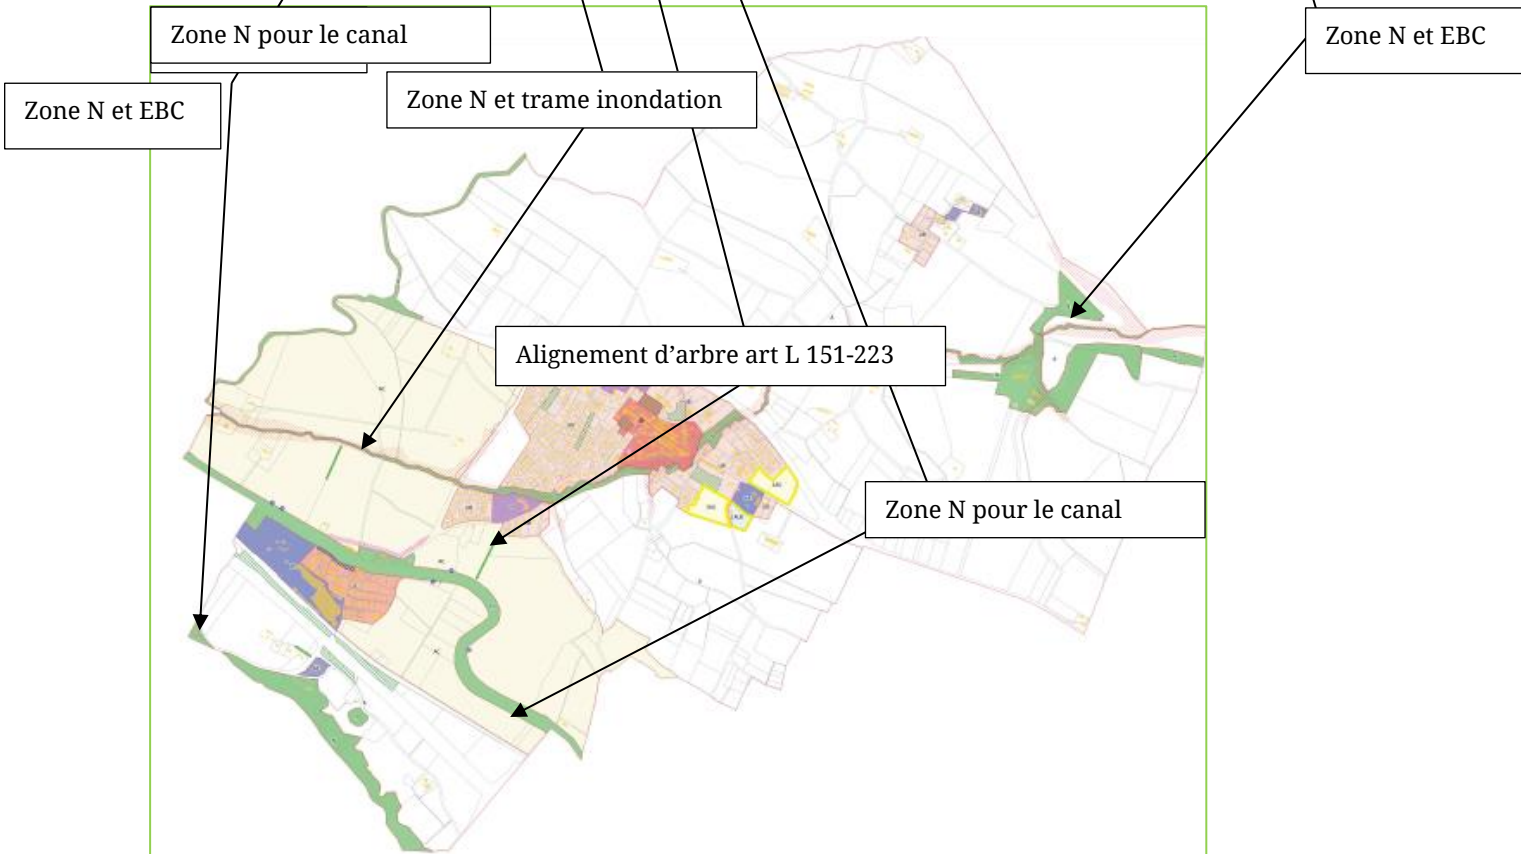 Zone N pour le canal
Zone N et EBC
Zone N et EBC
Zone N et trame inondation
Alignement d’arbre art L 151-223
Zone N pour le canal